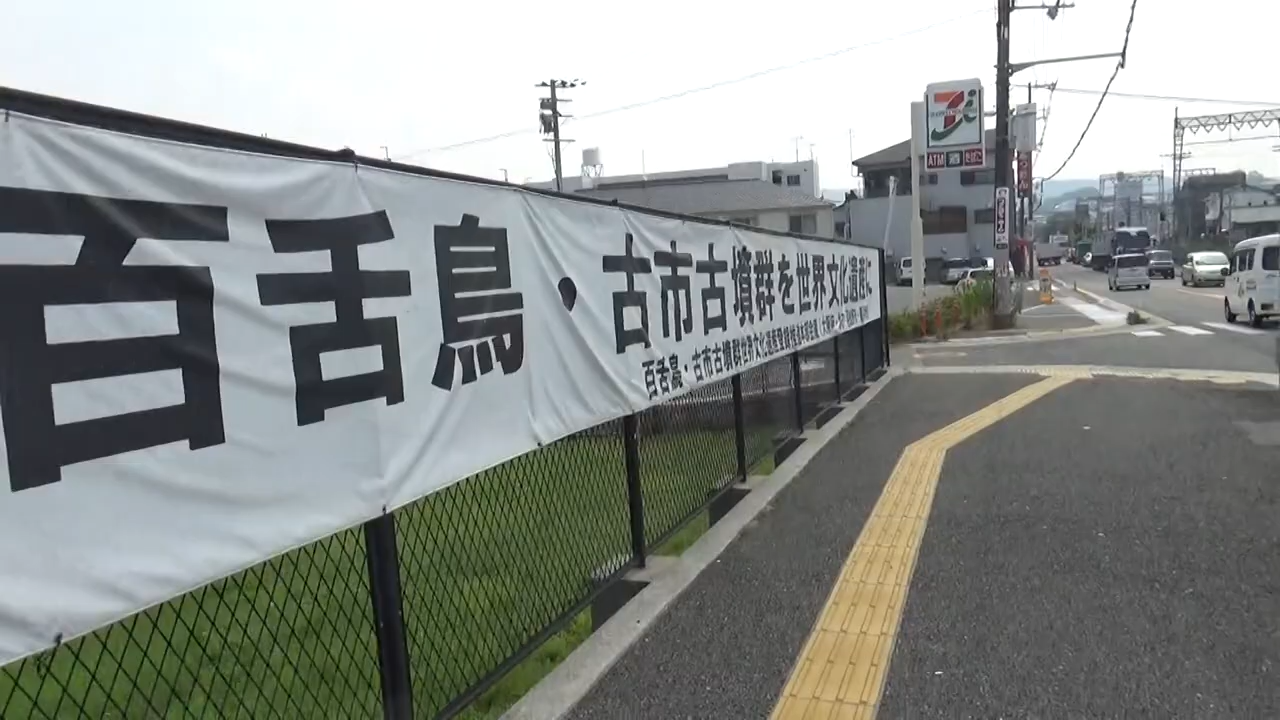 百舌鳥・古市古墳群を世界文化遺産に
百舌鳥・古市古墳群世界文化遺産登録推進本部会議
ATM 酒